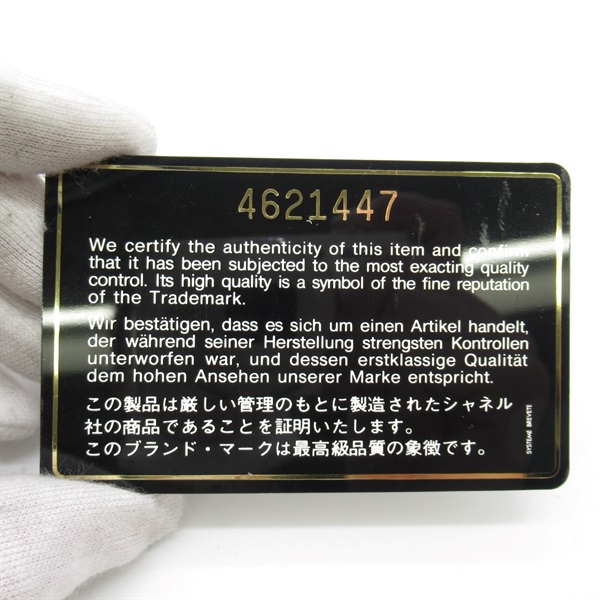 4621447
We certify the authenticity of this item and confirm
that it has been subjected to the most exacting quality
control. Its high quality is a symbol of the fine reputation
of the Trademark.
Wir bestätigen, dass es sich um einen Artikel handelt,
der während seiner Herstellung strengsten Kontrollen
unterworfen war, und dessen erstklassige Qualität
dem hohen Ansehen unserer Marke entspricht.
この製品は厳しい管理のもとに製造されたシャネル
社の商品であることを証明いたします。
このブランド・マークは最高級品質の象徴です。
SYSTEME BREVETE